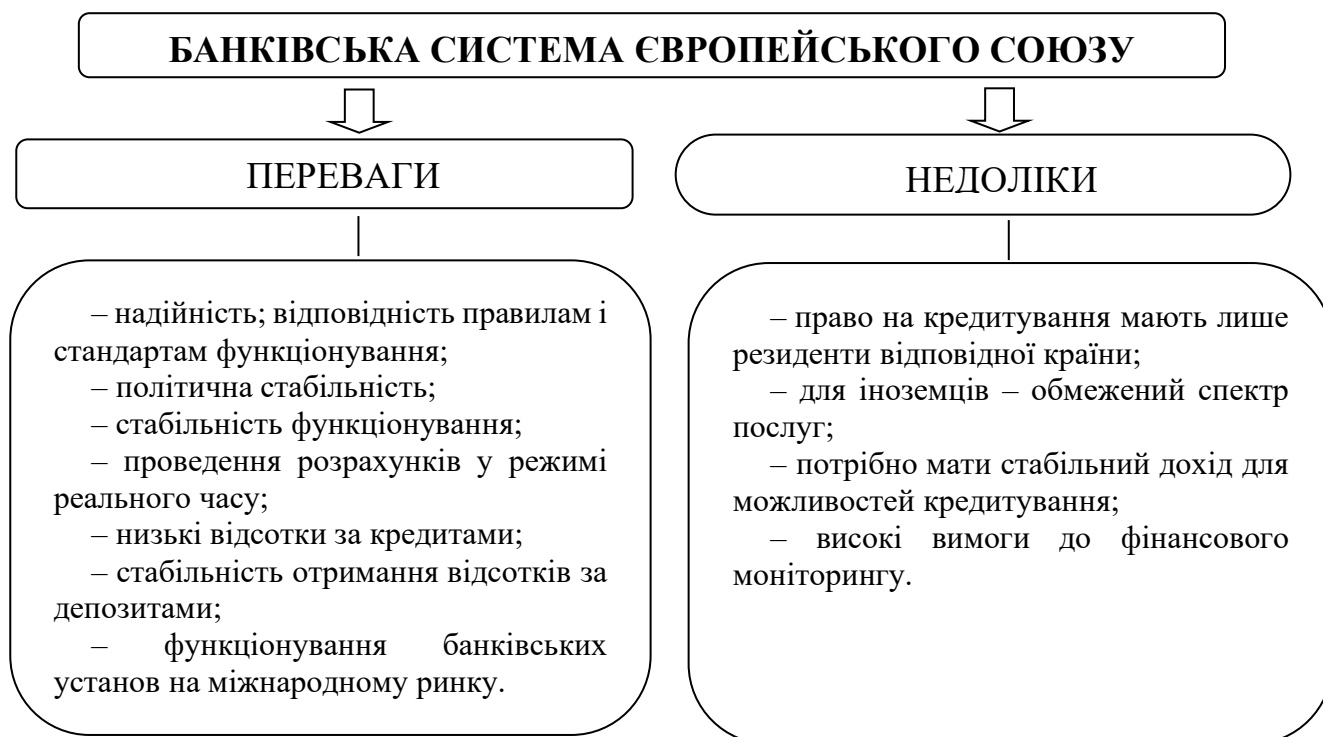 БАНКІВСЬКА СИСТЕМА ЄВРОПЕЙСЬКОГО СОЮЗУ
ПЕРЕВАГИ
– надійність; відповідність правилам і
стандартам функціонування;
– політична стабільність;
– стабільність функціонування;
– проведення розрахунків у режимі
реального часу;
– низькі відсотки за кредитами;
– стабільність отримання відсотків за
депозитами;
– функціонування банківських
установ на міжнародному ринку.
НЕДОЛІКИ
– право на кредитування мають лише
резиденти відповідної країни;
– для іноземців – обмежений спектр
послуг;
– потрібно мати стабільний дохід для
можливостей кредитування;
– високі вимоги до фінансового
моніторингу.